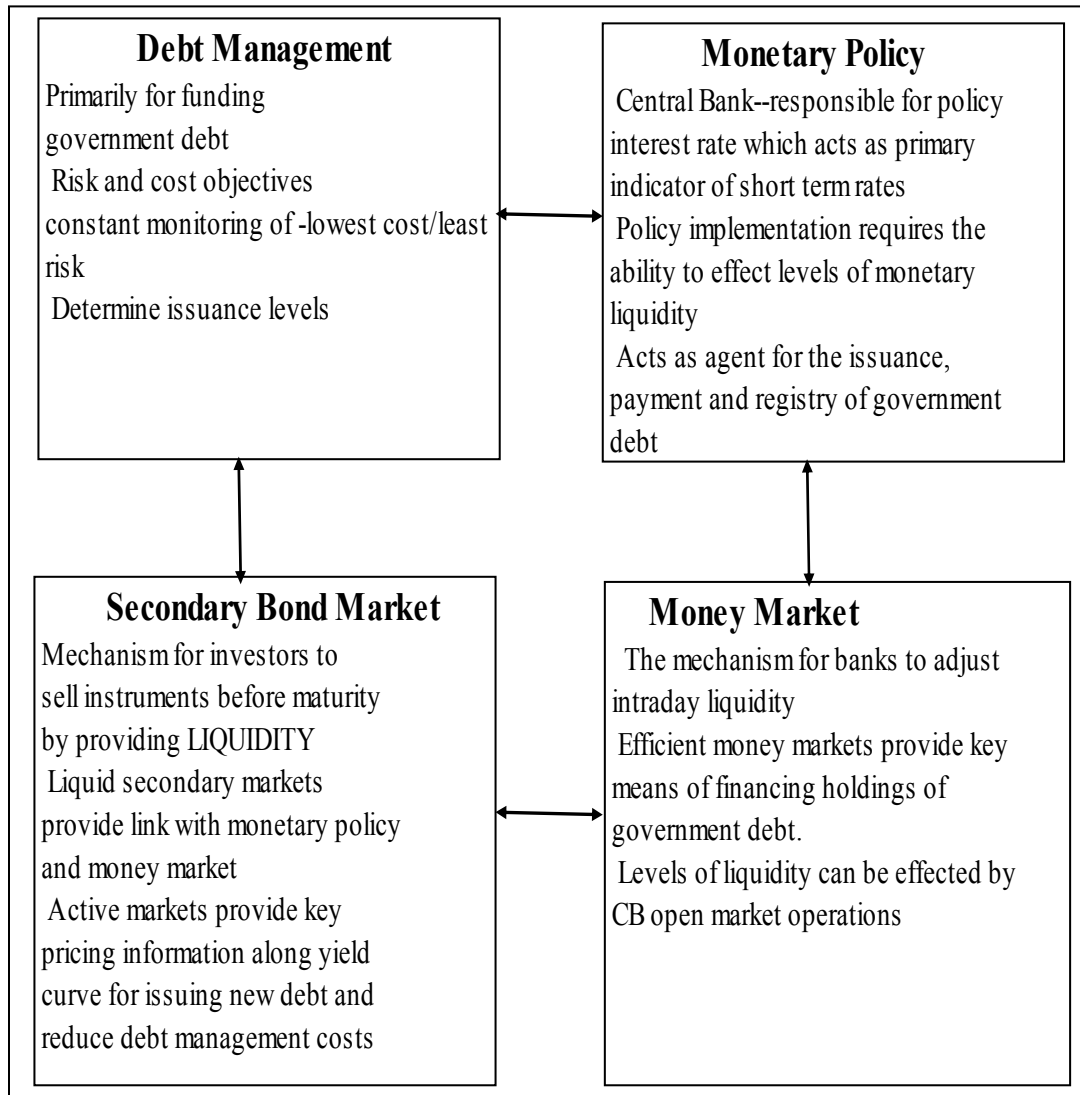 Debt Management
Primarily for funding
government debt
Risk and cost objectives
constant monitoring of -lowest cost/least
risk
Determine issuance levels
Monetary Policy
Central Bank--responsible for policy
interest rate which acts as primary
indicator of short term rates
Policy implementation requires the
ability to effect levels of monetary
liquidity
Acts as agent for the issuance,
payment and registry of government
debt
Secondary Bond Market
Mechanism for investors to
sell instruments before maturity
by providing LIQUIDITY
Liquid secondary markets
provide link with monetary policy
and money market
Active markets provide key
pricing information along yield
curve for issuing new debt and
reduce debt management costs
Money Market
The mechanism for banks to adjust
intraday liquidity
Efficient money markets provide key
means of financing holdings of
government debt.
Levels of liquidity can be effected by
CB open market operations